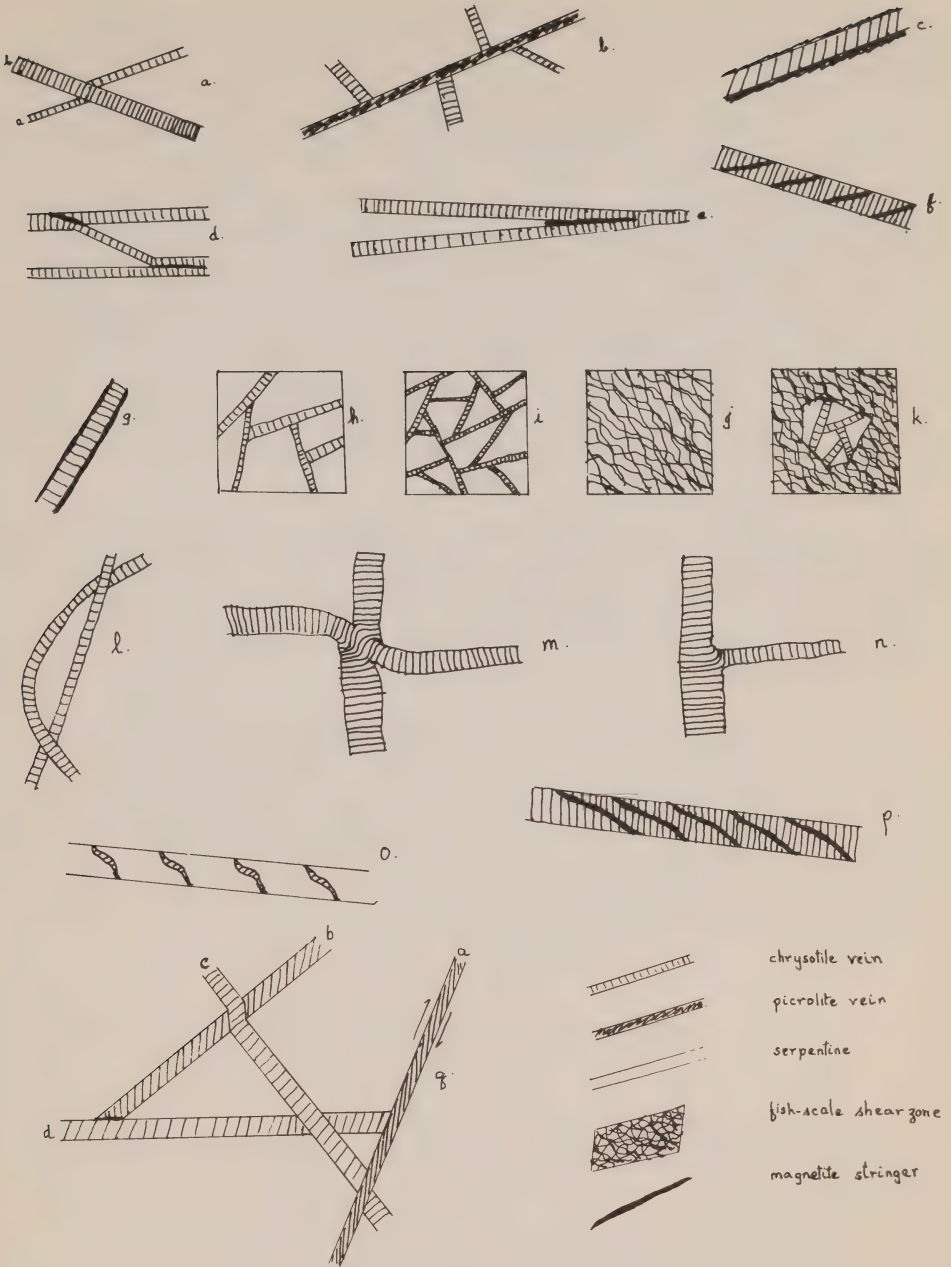 b
a
a.
b.
c.
d.
e.
f.
g.
h.
i
j
k.
l.
m.
n.
o.
p.
b
c
a
q.
d
chrysotile vein
picrolite vein
serpentine
fish-scale shear zone
magnetite stringer